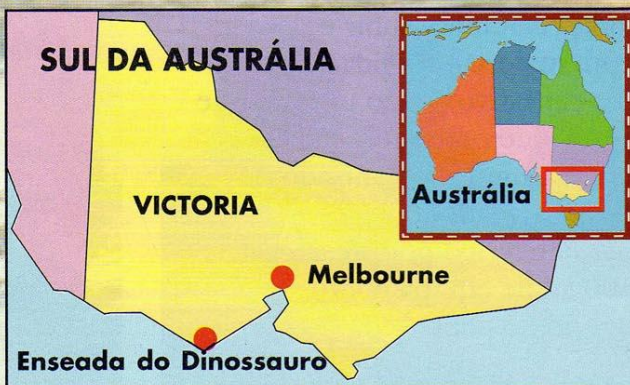 SUL DA AUSTRÁLIA
VICTORIA
Austrália
Melbourne
Enseada do Dinossauro